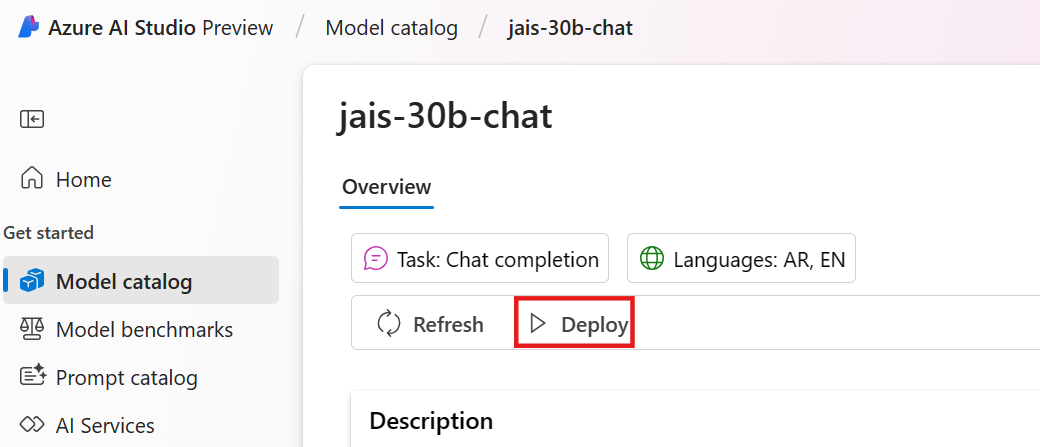 Azure AI Studio Preview / Model catalog / jais-30b-chat
jais-30b-chat
Home
Overview
Get started
Task: Chat completion
Languages: AR, EN
Model catalog
Refresh
Deploy
Model benchmarks
Prompt catalog
AI Services
Description